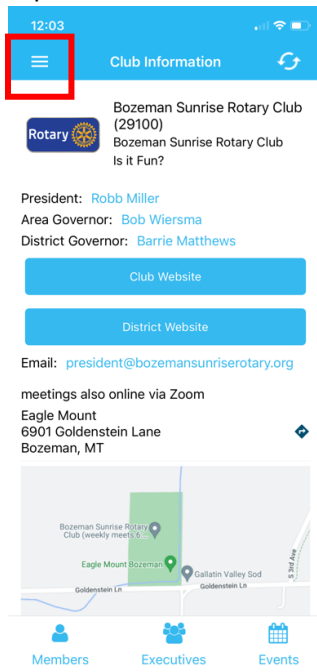 12:03
Club Information
Rotary
Bozeman Sunrise Rotary Club
(29100)
Bozeman Sunrise Rotary Club
Is it Fun?
President: Robb Miller
Area Governor: Bob Wiersma
District Governor: Barrie Matthews
Club Website
District Website
Email: president@bozemansunriserotary.org
meetings also online via Zoom
Eagle Mount
6901 Goldenstein Lane
Bozeman, MT
Bozeman Sunrise Rotary
Club (weekly meets 6...
Eagle Mount Bozeman
Gallatin Valley Sod
S 3rd Ave
Goldenstein Ln
Goldenstein Ln
Members
Executives
Events